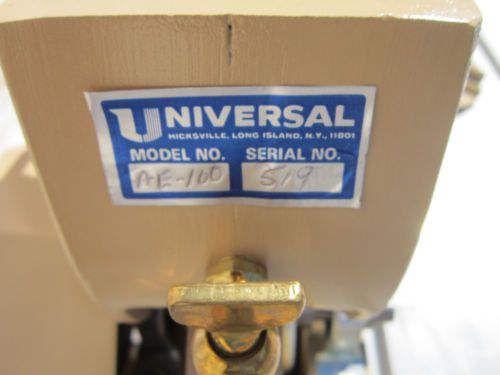 UNIVERSAL
HICKSVILLE, LONG ISLAND, N.Y., 11801
MODEL NO. SERIAL NO.
AE-100 519